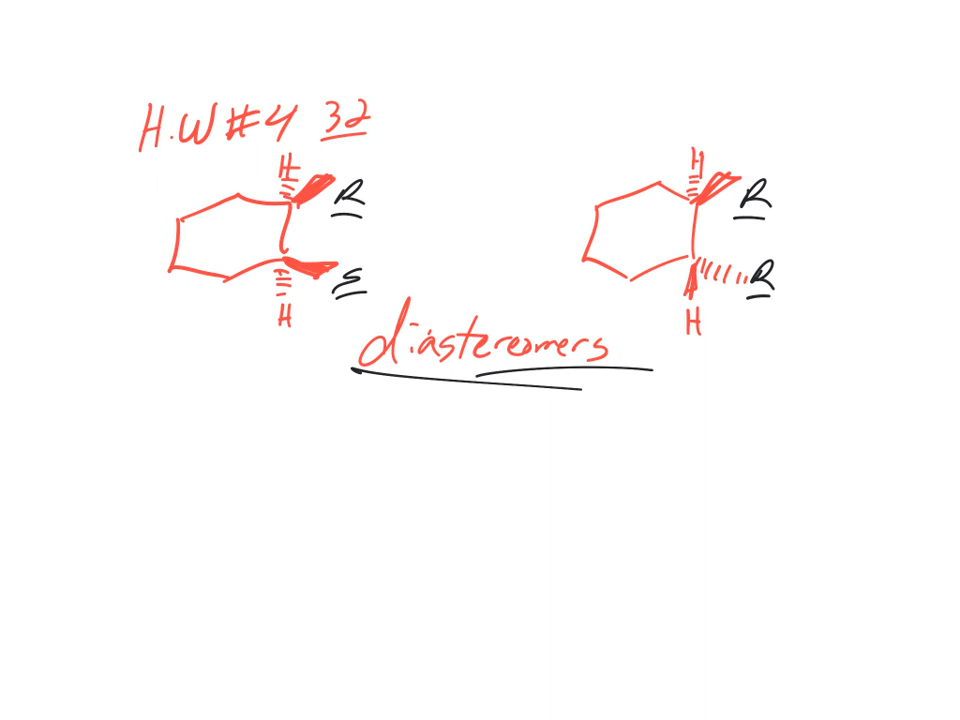 H.W #4 32
H H
R R
S R
H H
diastereomers